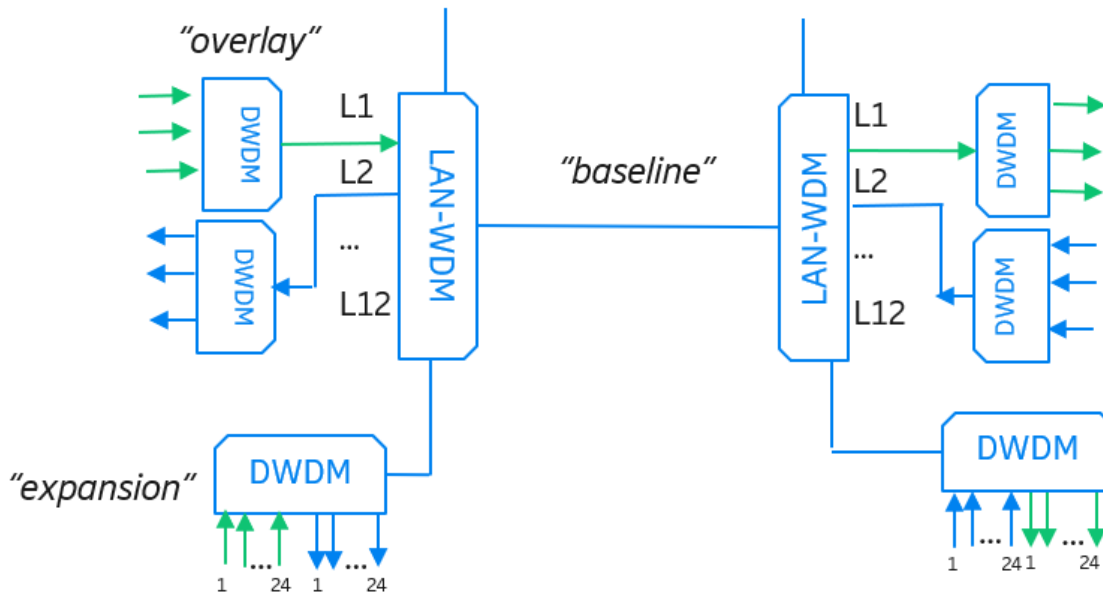 “overlay”
DWDM
L1
L2
...
L12
LAN-WDM
DWDM
“baseline”
LAN-WDM
L1
L2
...
L12
DWDM
DWDM
“expansion”
DWDM
... ...
1 24 1 24
DWDM
... ...
1 24 1 24